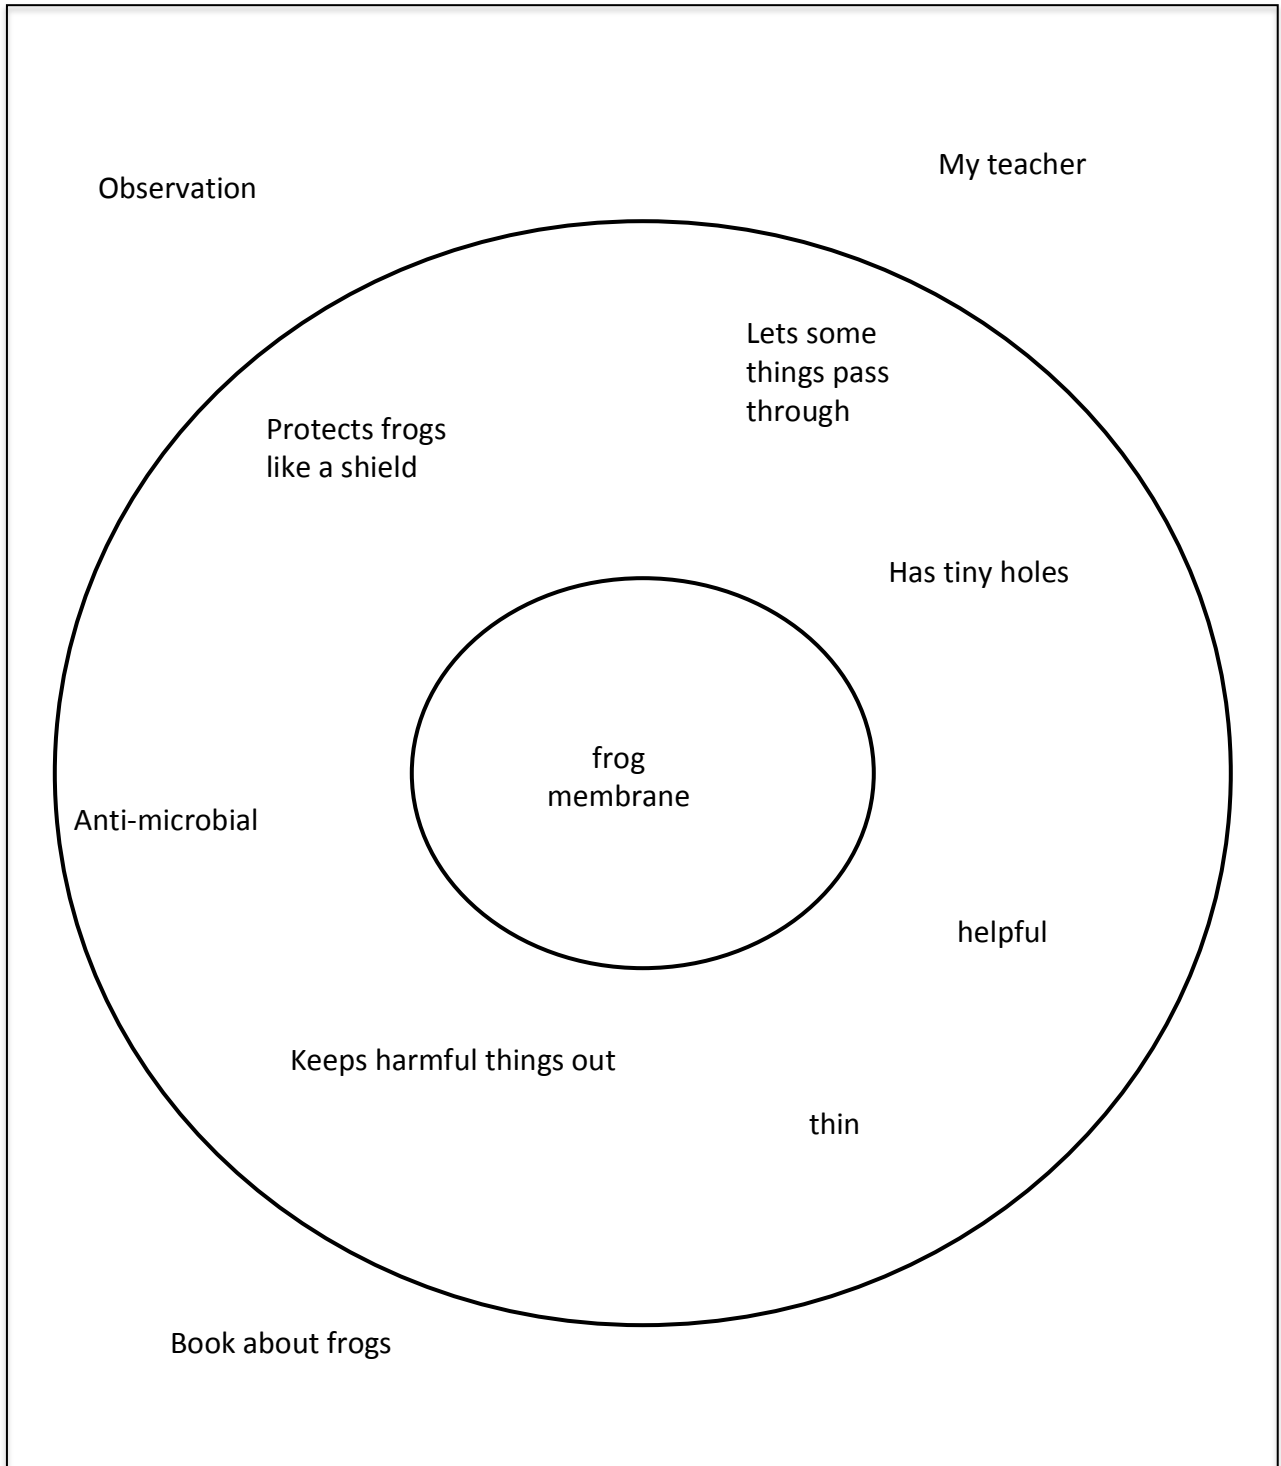 My teacher
Observation
Lets some
things pass
through
Protects frogs
like a shield
Has tiny holes
frog
membrane
Anti-microbial
helpful
Keeps harmful things out
thin
Book about frogs